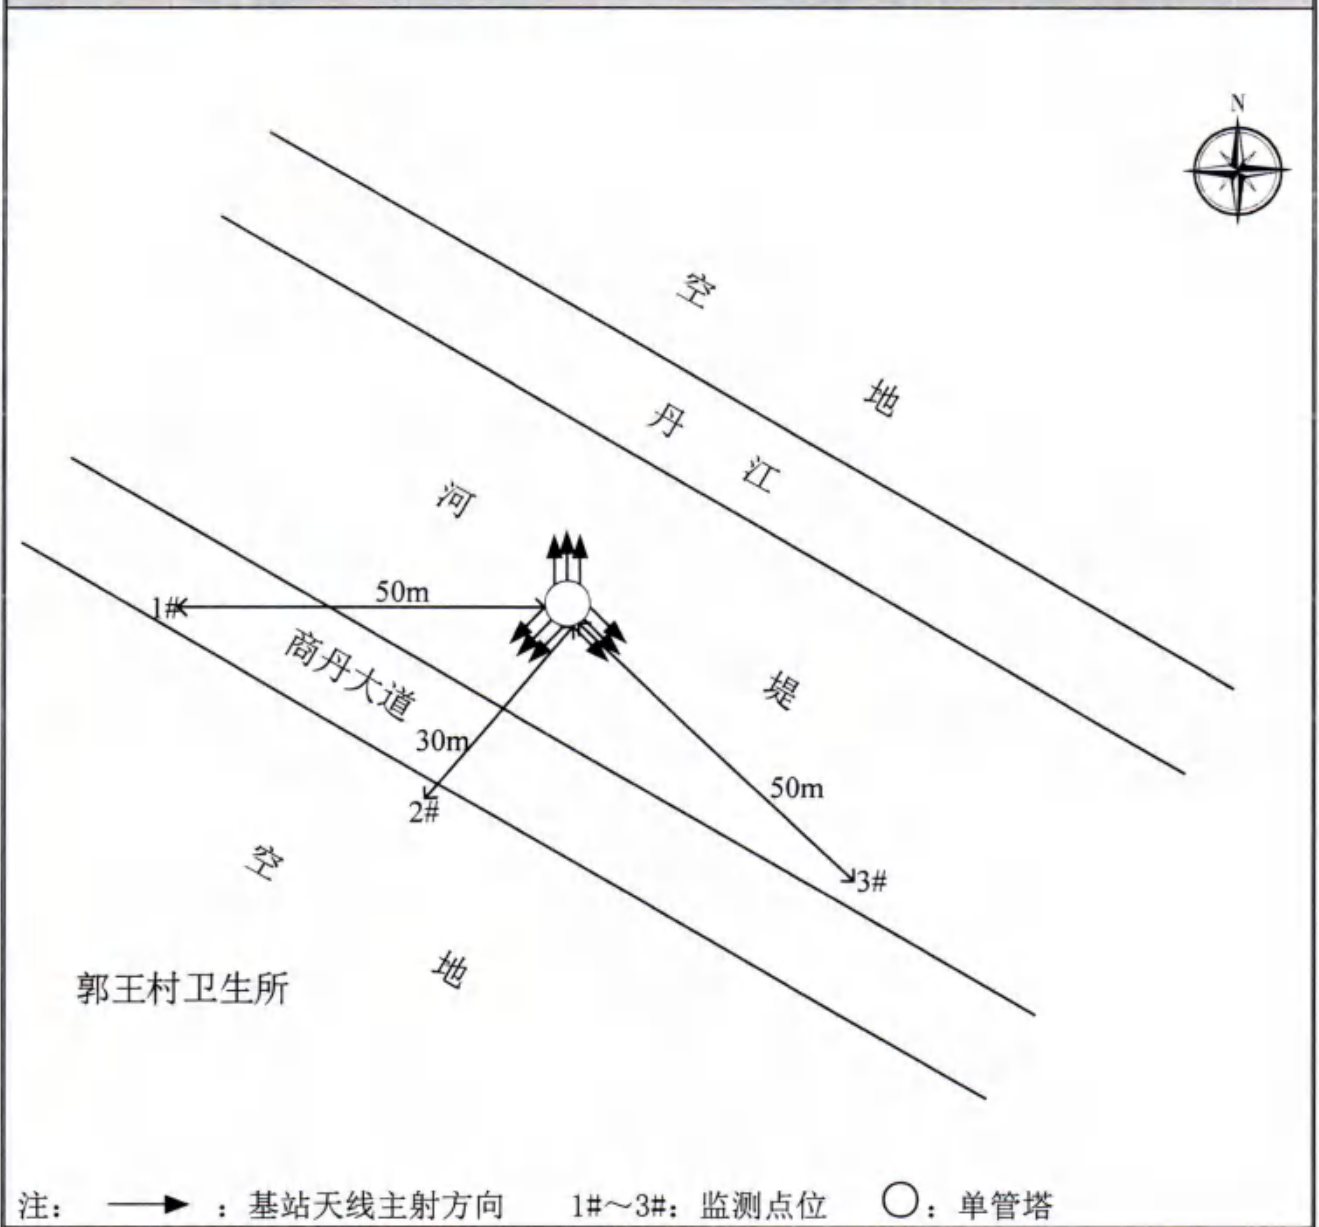 N
空
地
丹
江
河
50m
1#
商丹大道
堤
30m
50m
2#
3#
空
地
郭王村卫生所
注： ：基站天线主射方向 1#～3#：监测点位 ：单管塔